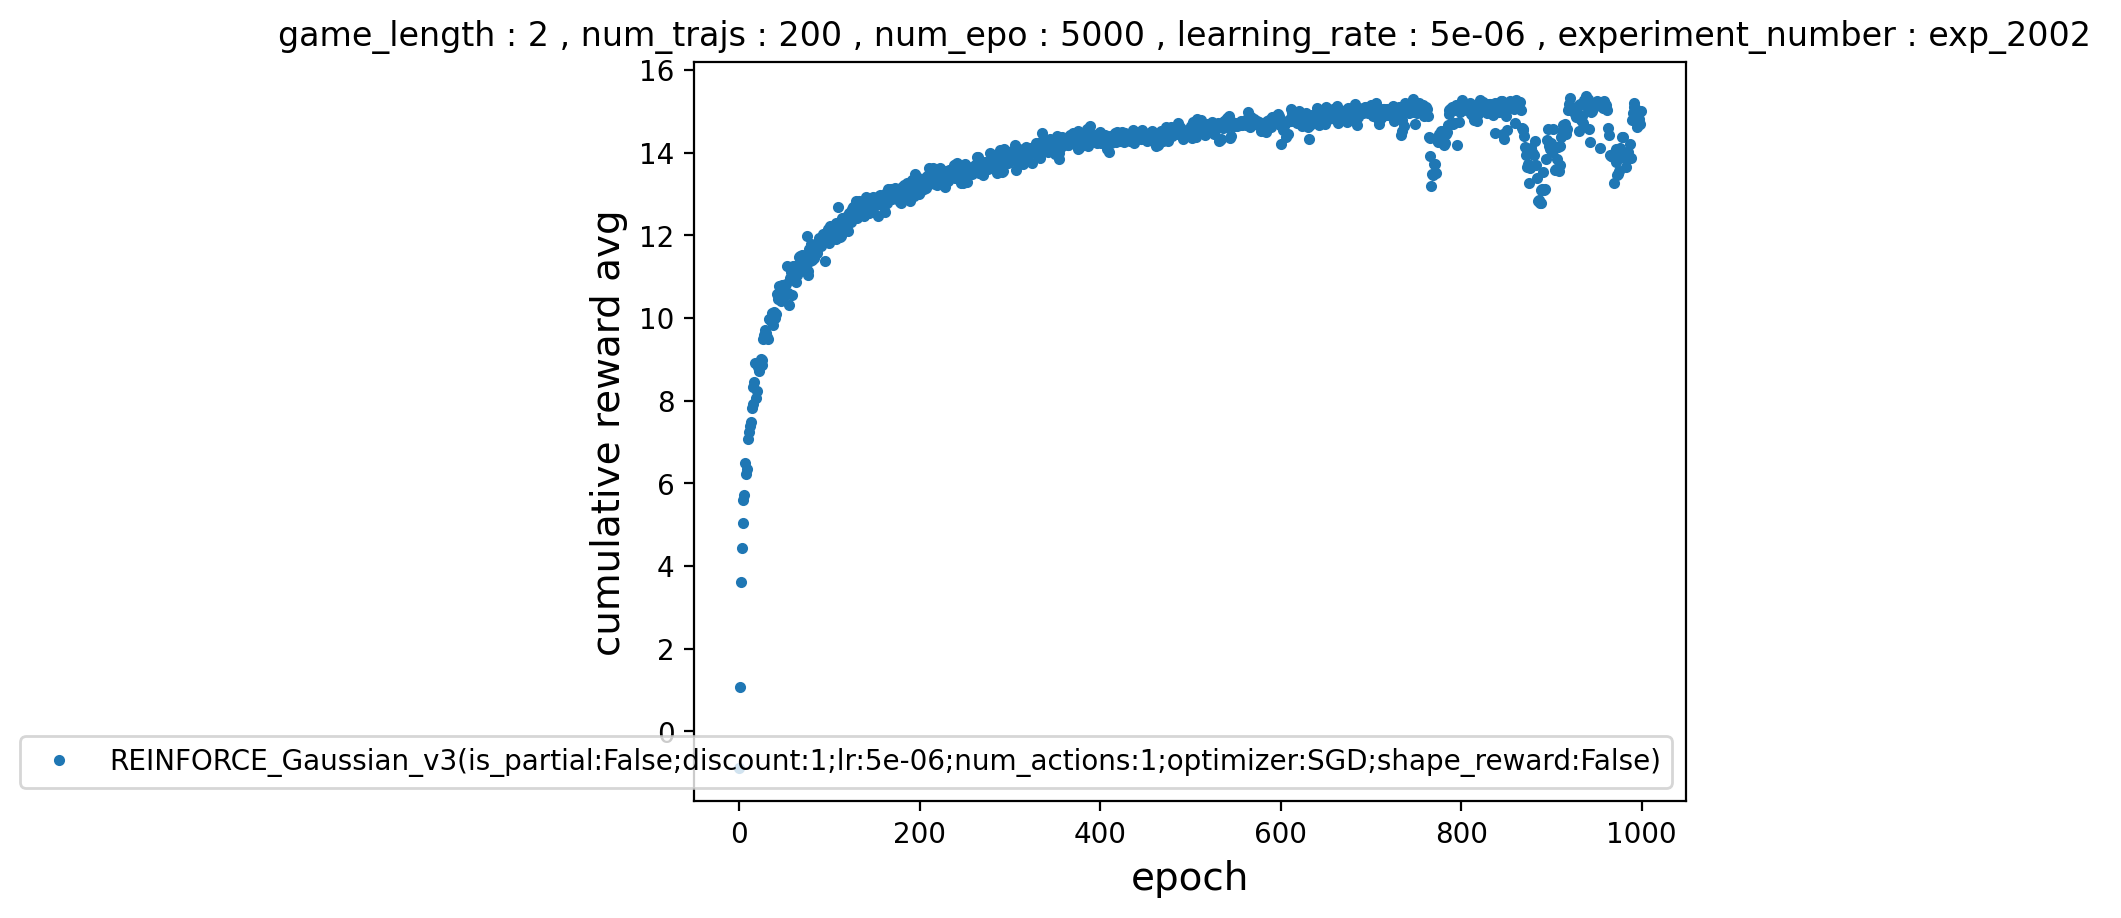 game_length : 2 , num_trajs : 200 , num_epo : 5000 , learning_rate : 5e-06 , experiment_number : exp_2002
16
14
12
10
8
6
4
2
0
cumulative reward avg
REINFORCE_Gaussian_v3(is_partial:False;discount:1;lr:5e-06;num_actions:1;optimizer:SGD;shape_reward:False)
0 200 400 600 800 1000
epoch